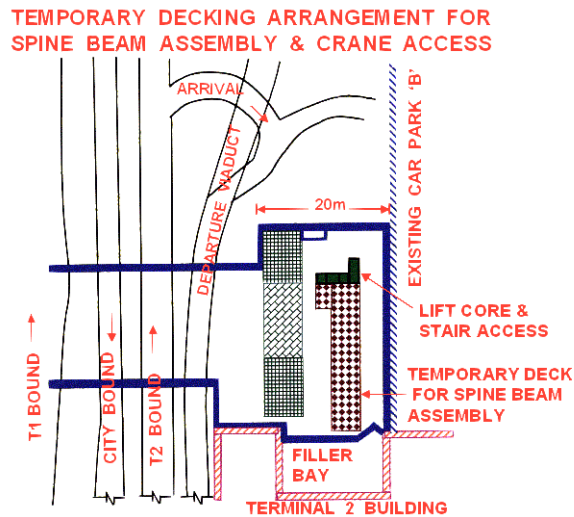 TEMPORARY DECKING ARRANGEMENT FOR
SPINE BEAM ASSEMBLY & CRANE ACCESS
ARRIVAL
DEPARTURE VIADUCT
20m
EXISTING CAR PARK 'B'
LIFT CORE &
STAIR ACCESS
T1 BOUND
CITY BOUND
T2 BOUND
TEMPORARY DECK
FOR SPINE BEAM
ASSEMBLY
FILLER
BAY
TERMINAL 2 BUILDING